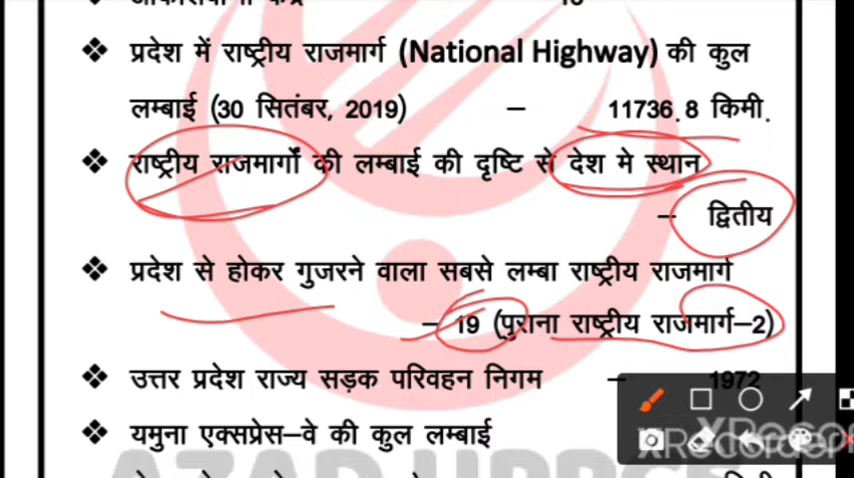 ❖ प्रदेश में राष्ट्रीय राजमार्ग (National Highway) की कुल
लम्बाई (30 सितंबर, 2019) – 11736.8 किमी.
❖ राष्ट्रीय राजमार्गों की लम्बाई की दृष्टि से देश मे स्थान
– द्वितीय
❖ प्रदेश से होकर गुजरने वाला सबसे लम्बा राष्ट्रीय राजमार्ग
– 19 (पुराना राष्ट्रीय राजमार्ग–2)
❖ उत्तर प्रदेश राज्य सड़क परिवहन निगम – 1972
❖ यमुना एक्सप्रेस–वे की कुल लम्बाई
XRecorder